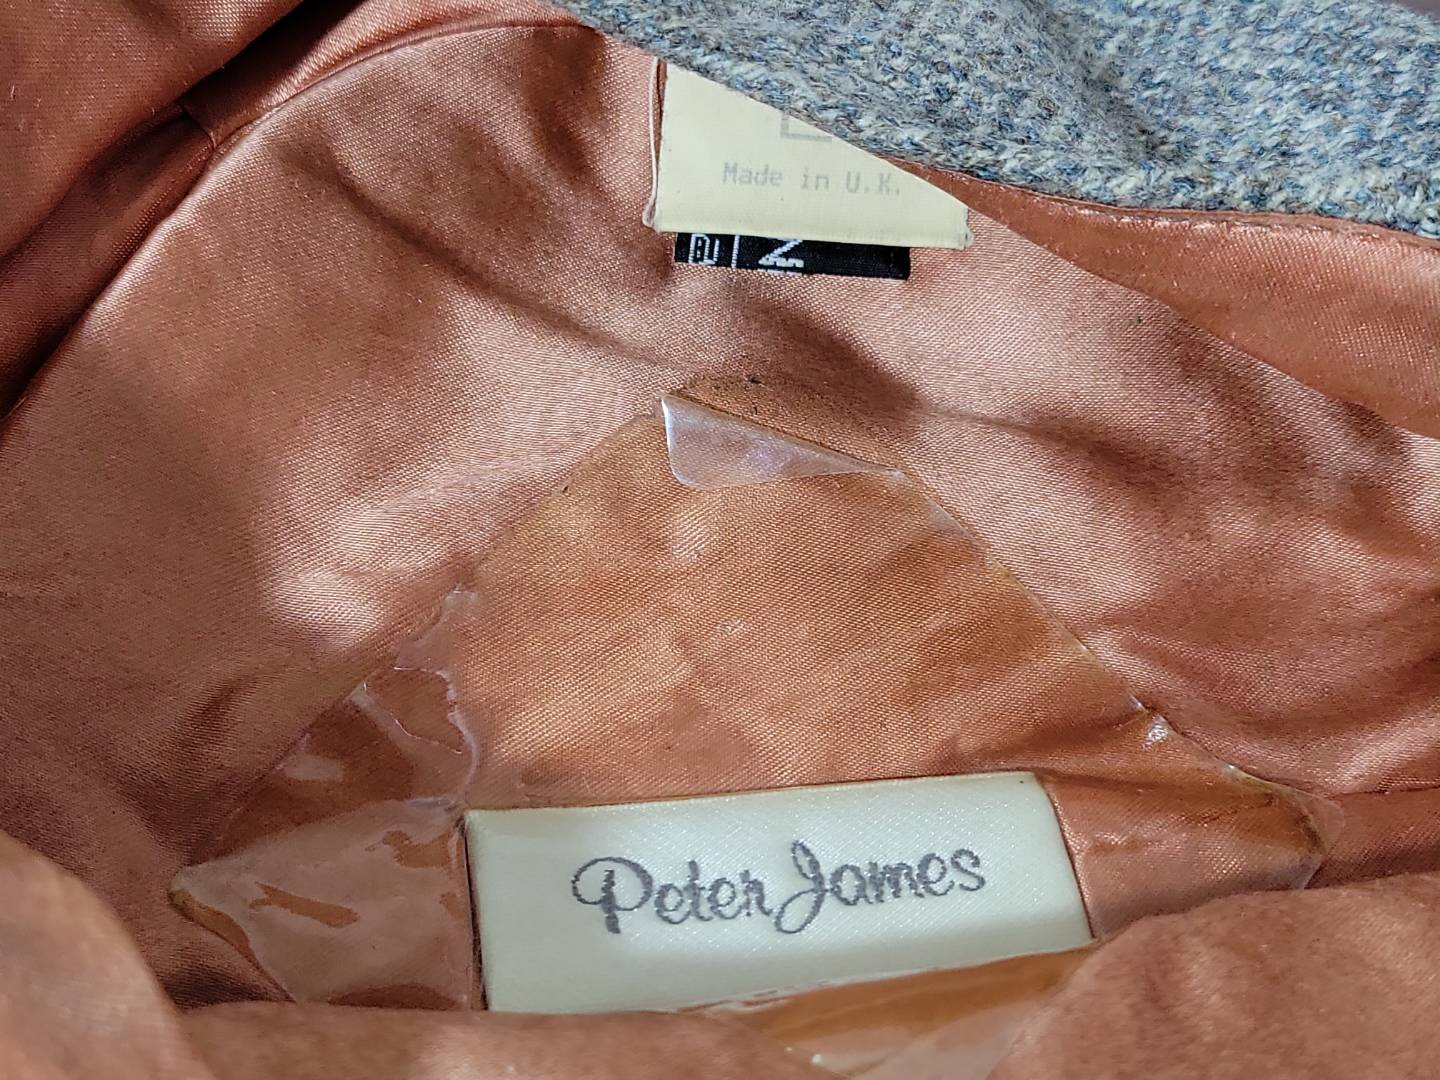 Made in U.K.
Peter James